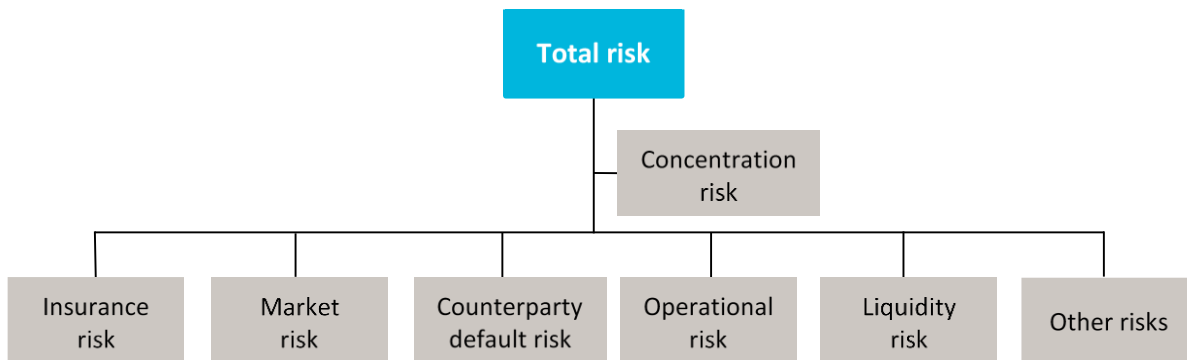 Total risk
Concentration
risk
Insurance
risk
Market
risk
Counterparty
default risk
Operational
risk
Liquidity
risk
Other risks